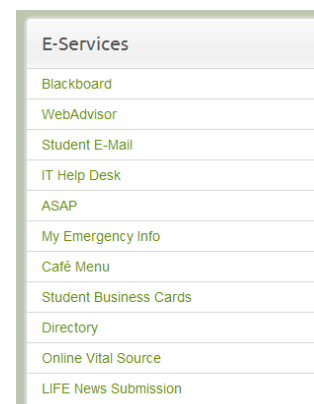 E-Services
Blackboard
WebAdvisor
Student E-Mail
IT Help Desk
ASAP
My Emergency Info
Café Menu
Student Business Cards
Directory
Online Vital Source
LIFE News Submission